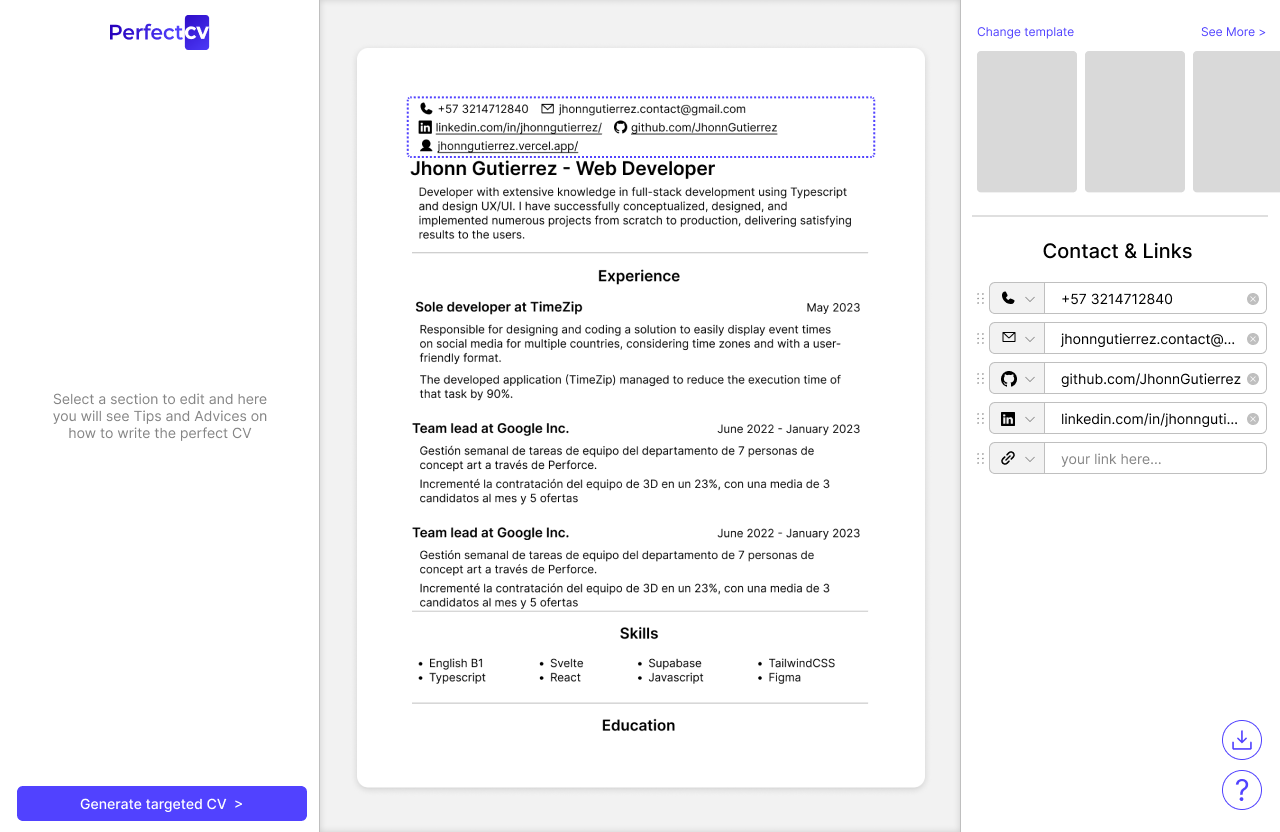 PerfectCV
Select a section to edit and here
you will see Tips and Advices on
how to write the perfect CV
Generate targeted CV >
+57 3214712840 jhonngutierrez.contact@gmail.com
linkedin.com/in/jhonngutierrez/ github.com/JhonnGutierrez
jhonngutierrez.vercel.app/
Jhonn Gutierrez - Web Developer
Developer with extensive knowledge in full-stack development using Typescript
and design UX/UI. I have successfully conceptualized, designed, and
implemented numerous projects from scratch to production, delivering satisfying
results to the users.
Experience
Sole developer at TimeZip May 2023
Responsible for designing and coding a solution to easily display event times
on social media for multiple countries, considering time zones and with a user-
friendly format.
The developed application (TimeZip) managed to reduce the execution time of
that task by 90%.
Team lead at Google Inc. June 2022 - January 2023
Gestión semanal de tareas de equipo del departamento de 7 personas de
concept art a través de Perforce.
Incrementé la contratación del equipo de 3D en un 23%, con una media de 3
candidatos al mes y 5 ofertas
Team lead at Google Inc. June 2022 - January 2023
Gestión semanal de tareas de equipo del departamento de 7 personas de
concept art a través de Perforce.
Incrementé la contratación del equipo de 3D en un 23%, con una media de 3
candidatos al mes y 5 ofertas
Skills
• English B1 • Svelte • Supabase • TailwindCSS
• Typescript • React • Javascript • Figma
Education
Change template See More >
Contact & Links
+57 3214712840
jhonngutierrez.contact@...
github.com/JhonnGutierrez
linkedin.com/in/jhonnguti...
your link here...
?